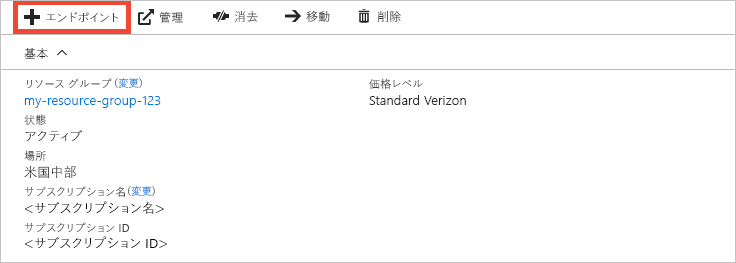 エンドポイント 管理 消去 移動 削除
基本
リソース グループ (変更) 価格レベル
my-resource-group-123 Standard Verizon
状態
アクティブ
場所
米国中部
サブスクリプション名(変更)
<サブスクリプション名>
サブスクリプション ID
<サブスクリプション ID>